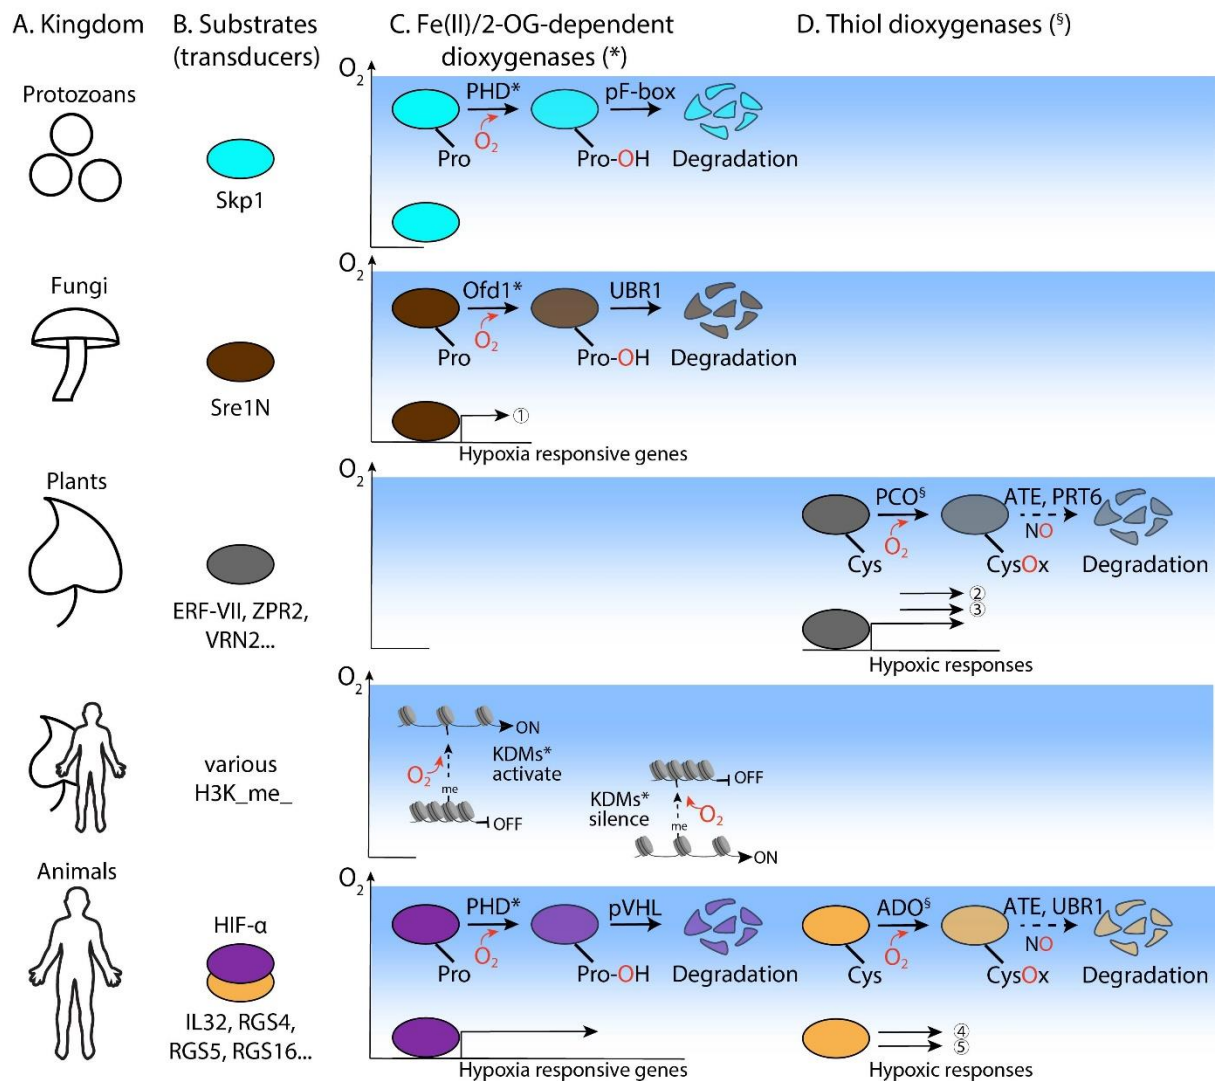 A. Kingdom
B. Substrates
(transducers)
C. Fe(II)/2-OG-dependent
dioxygenases (*)
D. Thiol dioxygenases (§)
Protozoans
Skp1
O2
PHD*
O2
pF-box
Pro
Pro-OH
Degradation
Fungi
Sre1N
O2
Ofd1*
O2
UBR1
Pro
Pro-OH
Degradation
①
Hypoxia responsive genes
Plants
ERF-VII, ZPR2,
VRN2...
O2
PCO§
O2
ATE, PRT6
NO
Cys
CysOx
Degradation
②
③
Hypoxic responses
various
H3K_me_
O2
ON
O2
KDMs*
activate
me
OFF
OFF
KDMs*
silence
O2
me
ON
Animals
HIF-α
IL32, RGS4,
RGS5, RGS16...
O2
PHD*
O2
pVHL
Pro
Pro-OH
Degradation
Hypoxia responsive genes
ADO§
O2
ATE, UBR1
NO
Cys
CysOx
Degradation
④
⑤
Hypoxic responses